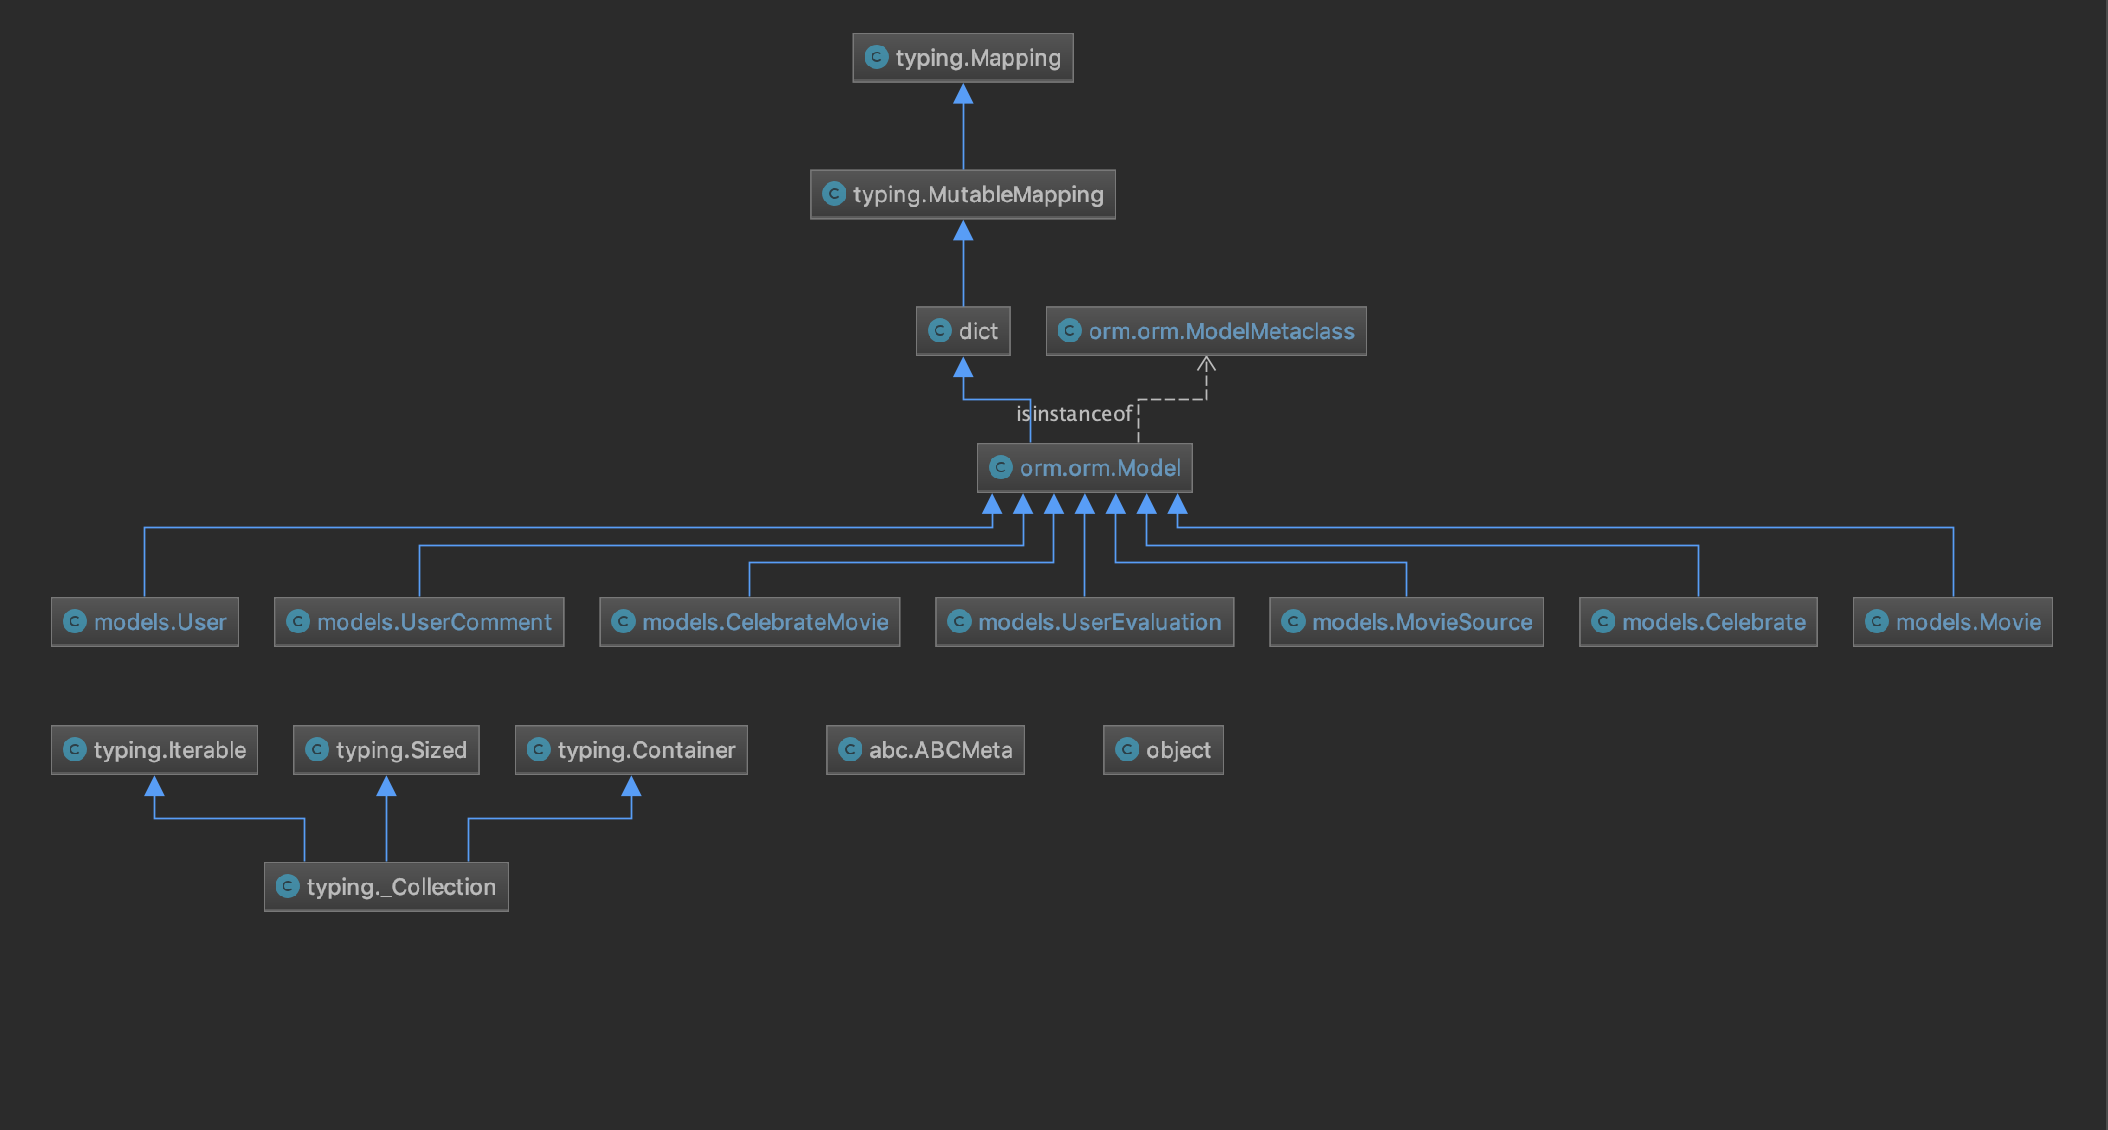 typing.Mapping
typing.MutableMapping
dict
orm.orm.ModelMetaclass
isinstanceof
orm.orm.Model
models.User
models.UserComment
models.CelebrateMovie
models.UserEvaluation
models.MovieSource
models.Celebrate
models.Movie
typing.Iterable
typing.Sized
typing.Container
abc.ABCMeta
object
typing._Collection